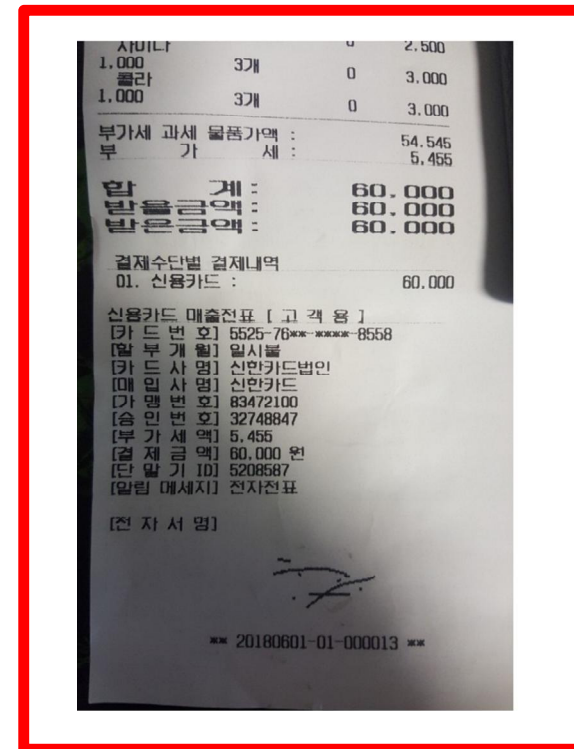 2,500
1,000 3개 0 3,000
콜라
1,000 3개 0 3,000
부가세 과세 물품가액 : 54,545
부 가 세 : 5,455
합 계 : 60,000
받을금액 : 60,000
받은금액 : 60,000
결제수단별 결제내역
01. 신용카드 : 60,000
신용카드 매출전표 [ 고 객 용 ]
[카 드 번 호] 5525-76**-****-8558
[할 부 개 월] 일시불
[카 드 사 명] 신한카드법인
[매 입 사 명] 신한카드
[가 맹 번 호] 83472100
[승 인 번 호] 32748847
[부 가 세 액] 5,455
[결 제 금 액] 60,000 원
[단 말 기 ID] 5208587
[알림 메세지] 전자전표
[전 자 서 명]
** 20180601-01-000013 **